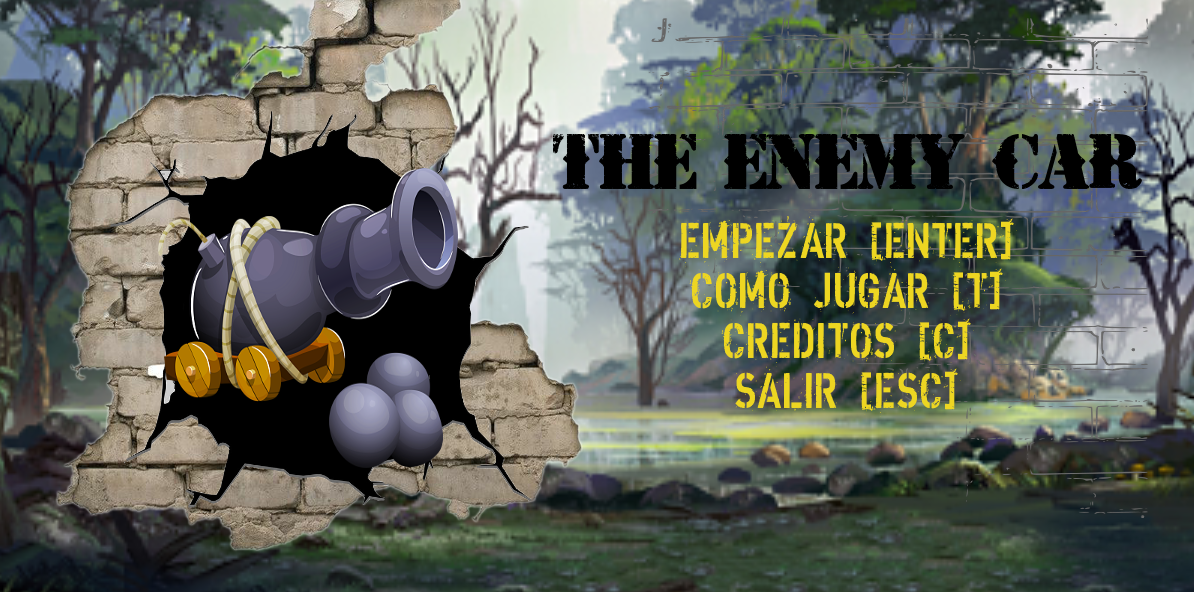 THE ENEMY CAR
EMPEZAR [ENTER]
COMO JUGAR [T]
CREDITOS [C]
SALIR [ESC]